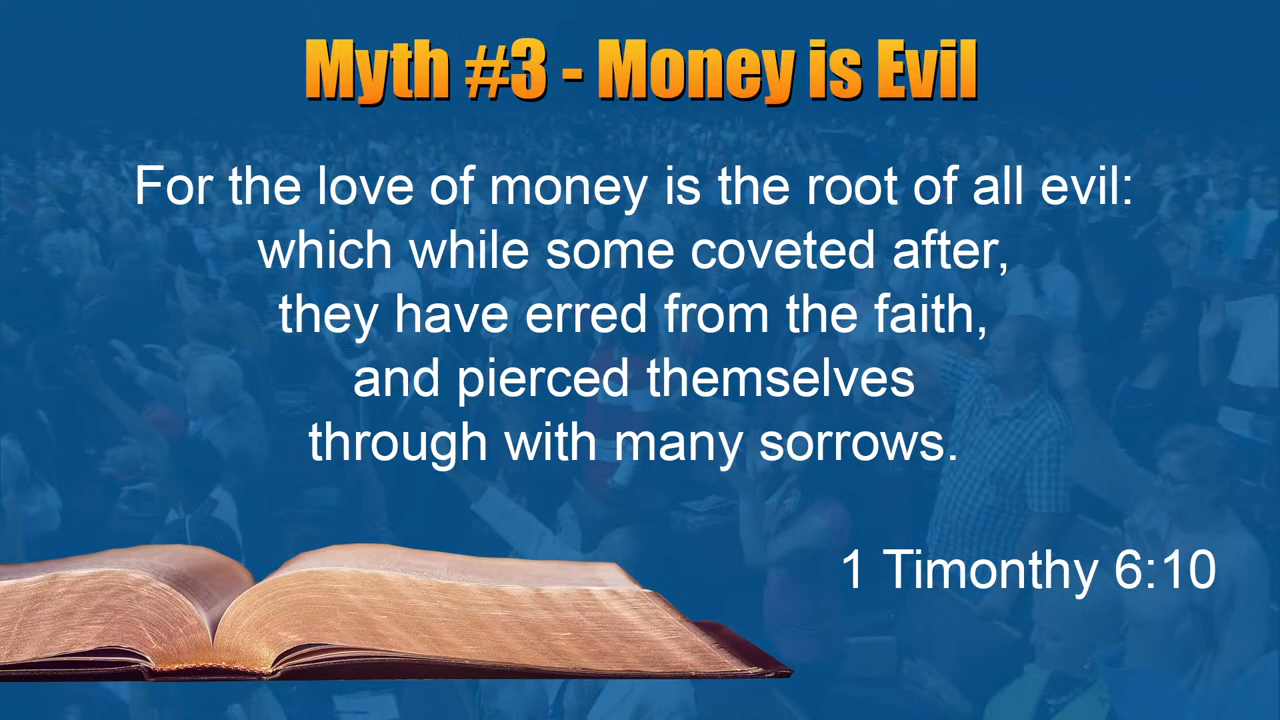 Myth #3 - Money is Evil
For the love of money is the root of all evil:
which while some coveted after,
they have erred from the faith,
and pierced themselves
through with many sorrows.
1 Timonthy 6:10